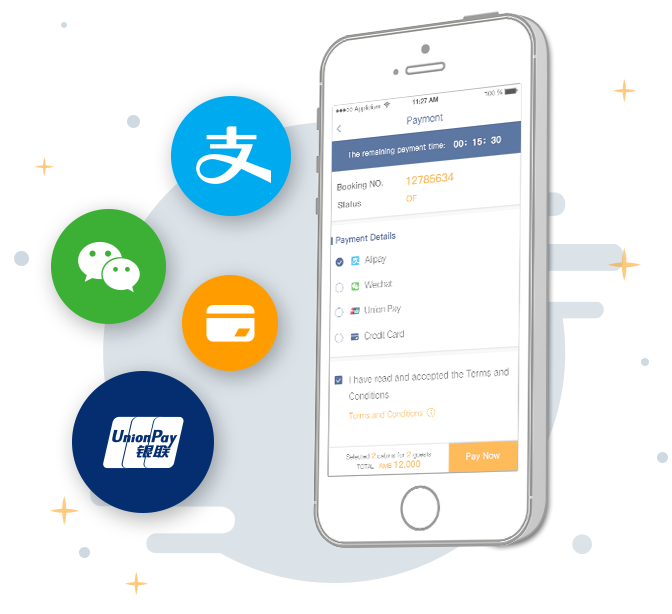 支
UnionPay
银联
11:27 AM
100 %
Payment
The remaining payment time: 00: 15: 30
Booking NO. 12785634
Status OF
Payment Details
Alipay
Wechat
Union Pay
Credit Card
I have read and accepted the Terms and
Conditions
Terms and Conditions
Selected 2 cabins for 2 guests
TOTAL RMB 12,000
Pay Now